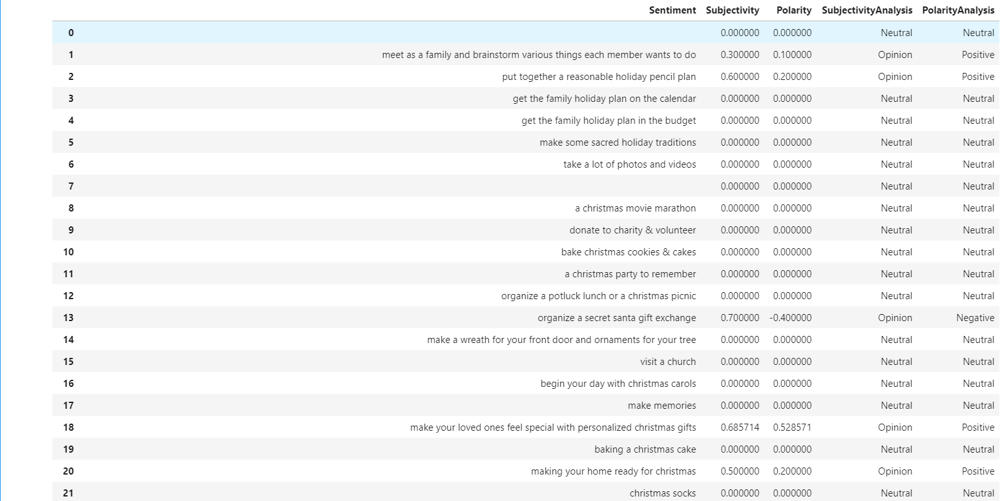 Sentiment Subjectivity Polarity SubjectivityAnalysis PolarityAnalysis
0 0.000000 0.000000 Neutral Neutral
1 meet as a family and brainstorm various things each member wants to do 0.300000 0.100000 Opinion Positive
2 put together a reasonable holiday pencil plan 0.600000 0.200000 Opinion Positive
3 get the family holiday plan on the calendar 0.000000 0.000000 Neutral Neutral
4 get the family holiday plan in the budget 0.000000 0.000000 Neutral Neutral
5 make some sacred holiday traditions 0.000000 0.000000 Neutral Neutral
6 take a lot of photos and videos 0.000000 0.000000 Neutral Neutral
7 0.000000 0.000000 Neutral Neutral
8 a christmas movie marathon 0.000000 0.000000 Neutral Neutral
9 donate to charity & volunteer 0.000000 0.000000 Neutral Neutral
10 bake christmas cookies & cakes 0.000000 0.000000 Neutral Neutral
11 a christmas party to remember 0.000000 0.000000 Neutral Neutral
12 organize a potluck lunch or a christmas picnic 0.000000 0.000000 Neutral Neutral
13 organize a secret santa gift exchange 0.700000 -0.400000 Opinion Negative
14 make a wreath for your front door and ornaments for your tree 0.000000 0.000000 Neutral Neutral
15 visit a church 0.000000 0.000000 Neutral Neutral
16 begin your day with christmas carols 0.000000 0.000000 Neutral Neutral
17 make memories 0.000000 0.000000 Neutral Neutral
18 make your loved ones feel special with personalized christmas gifts 0.685714 0.528571 Opinion Positive
19 baking a christmas cake 0.000000 0.000000 Neutral Neutral
20 making your home ready for christmas 0.500000 0.200000 Opinion Positive
21 christmas socks 0.000000 0.000000 Neutral Neutral